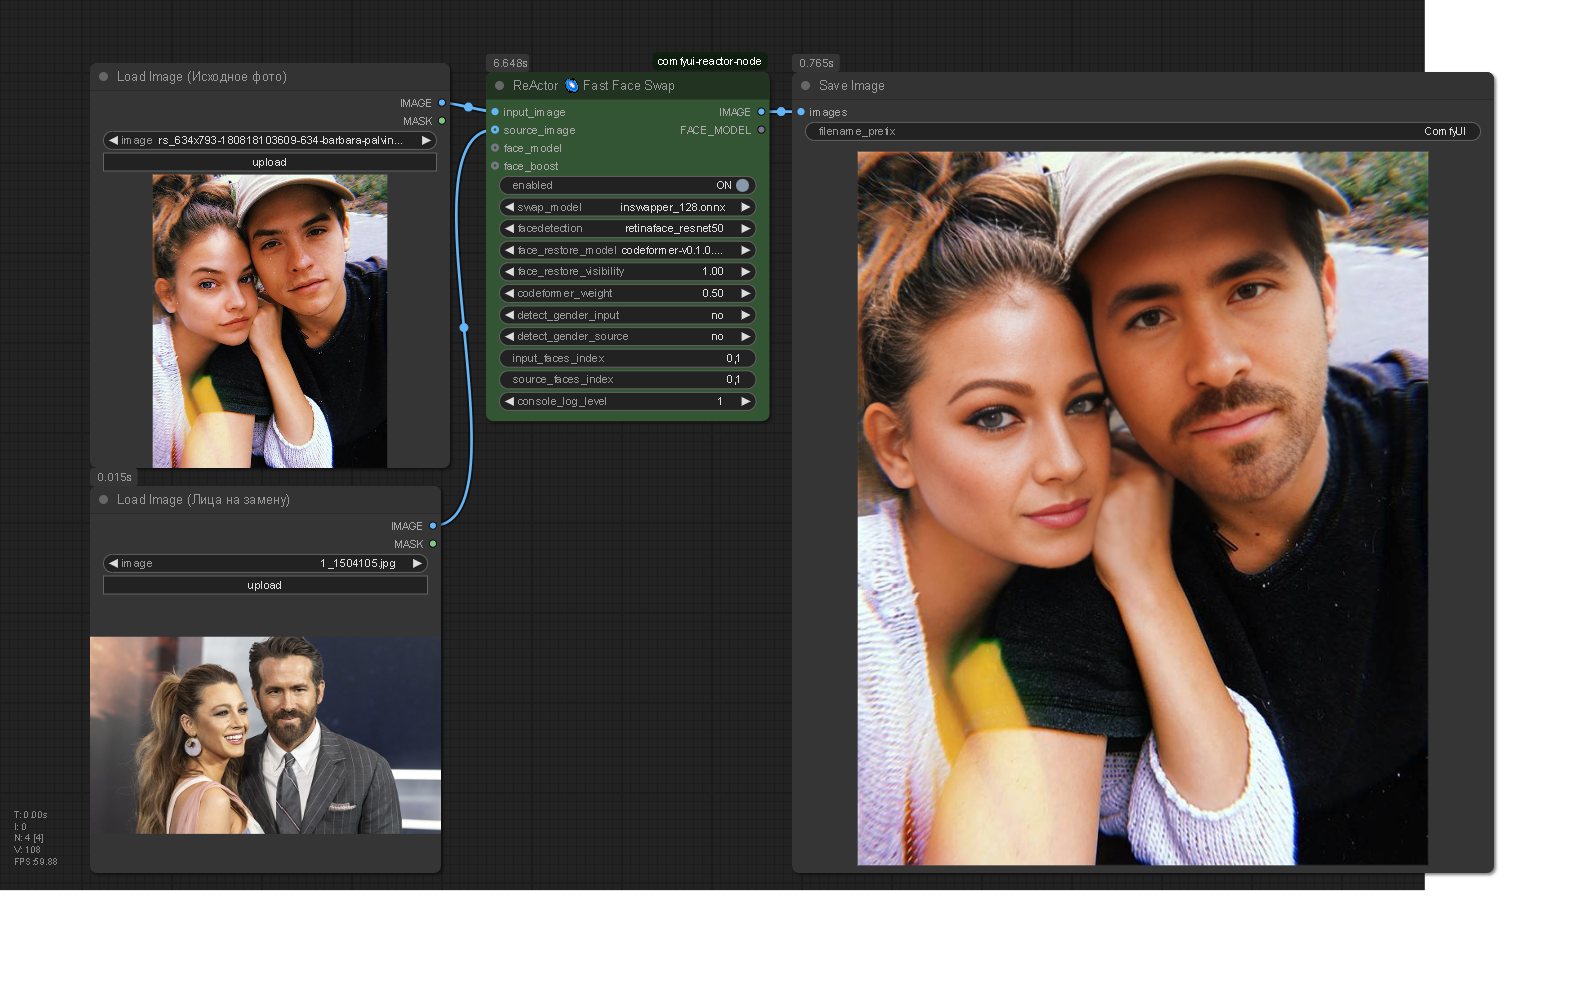 Load Image (Исходное фото)
IMAGE
MASK
image rs_634x793-180818103609-634-barbara-palvin...
upload
0.015s
Load Image (Лица на замену)
IMAGE
MASK
image 1_1504105.jpg
upload
T: 0.00s
I: 0
N: 4 [4]
V: 108
FPS:59.88
6.648s
comfyui-reactor-node
ReActor Fast Face Swap
input_image IMAGE
source_image FACE_MODEL
face_model
face_boost
enabled ON
swap_model inswapper_128.onnx
facedetection retinaface_resnet50
face_restore_model codeformer-v0.1.0....
face_restore_visibility 1.00
codeformer_weight 0.50
detect_gender_input no
detect_gender_source no
input_faces_index 0,1
source_faces_index 0,1
console_log_level 1
0.765s
Save Image
images
filename_prefix ComfyUI